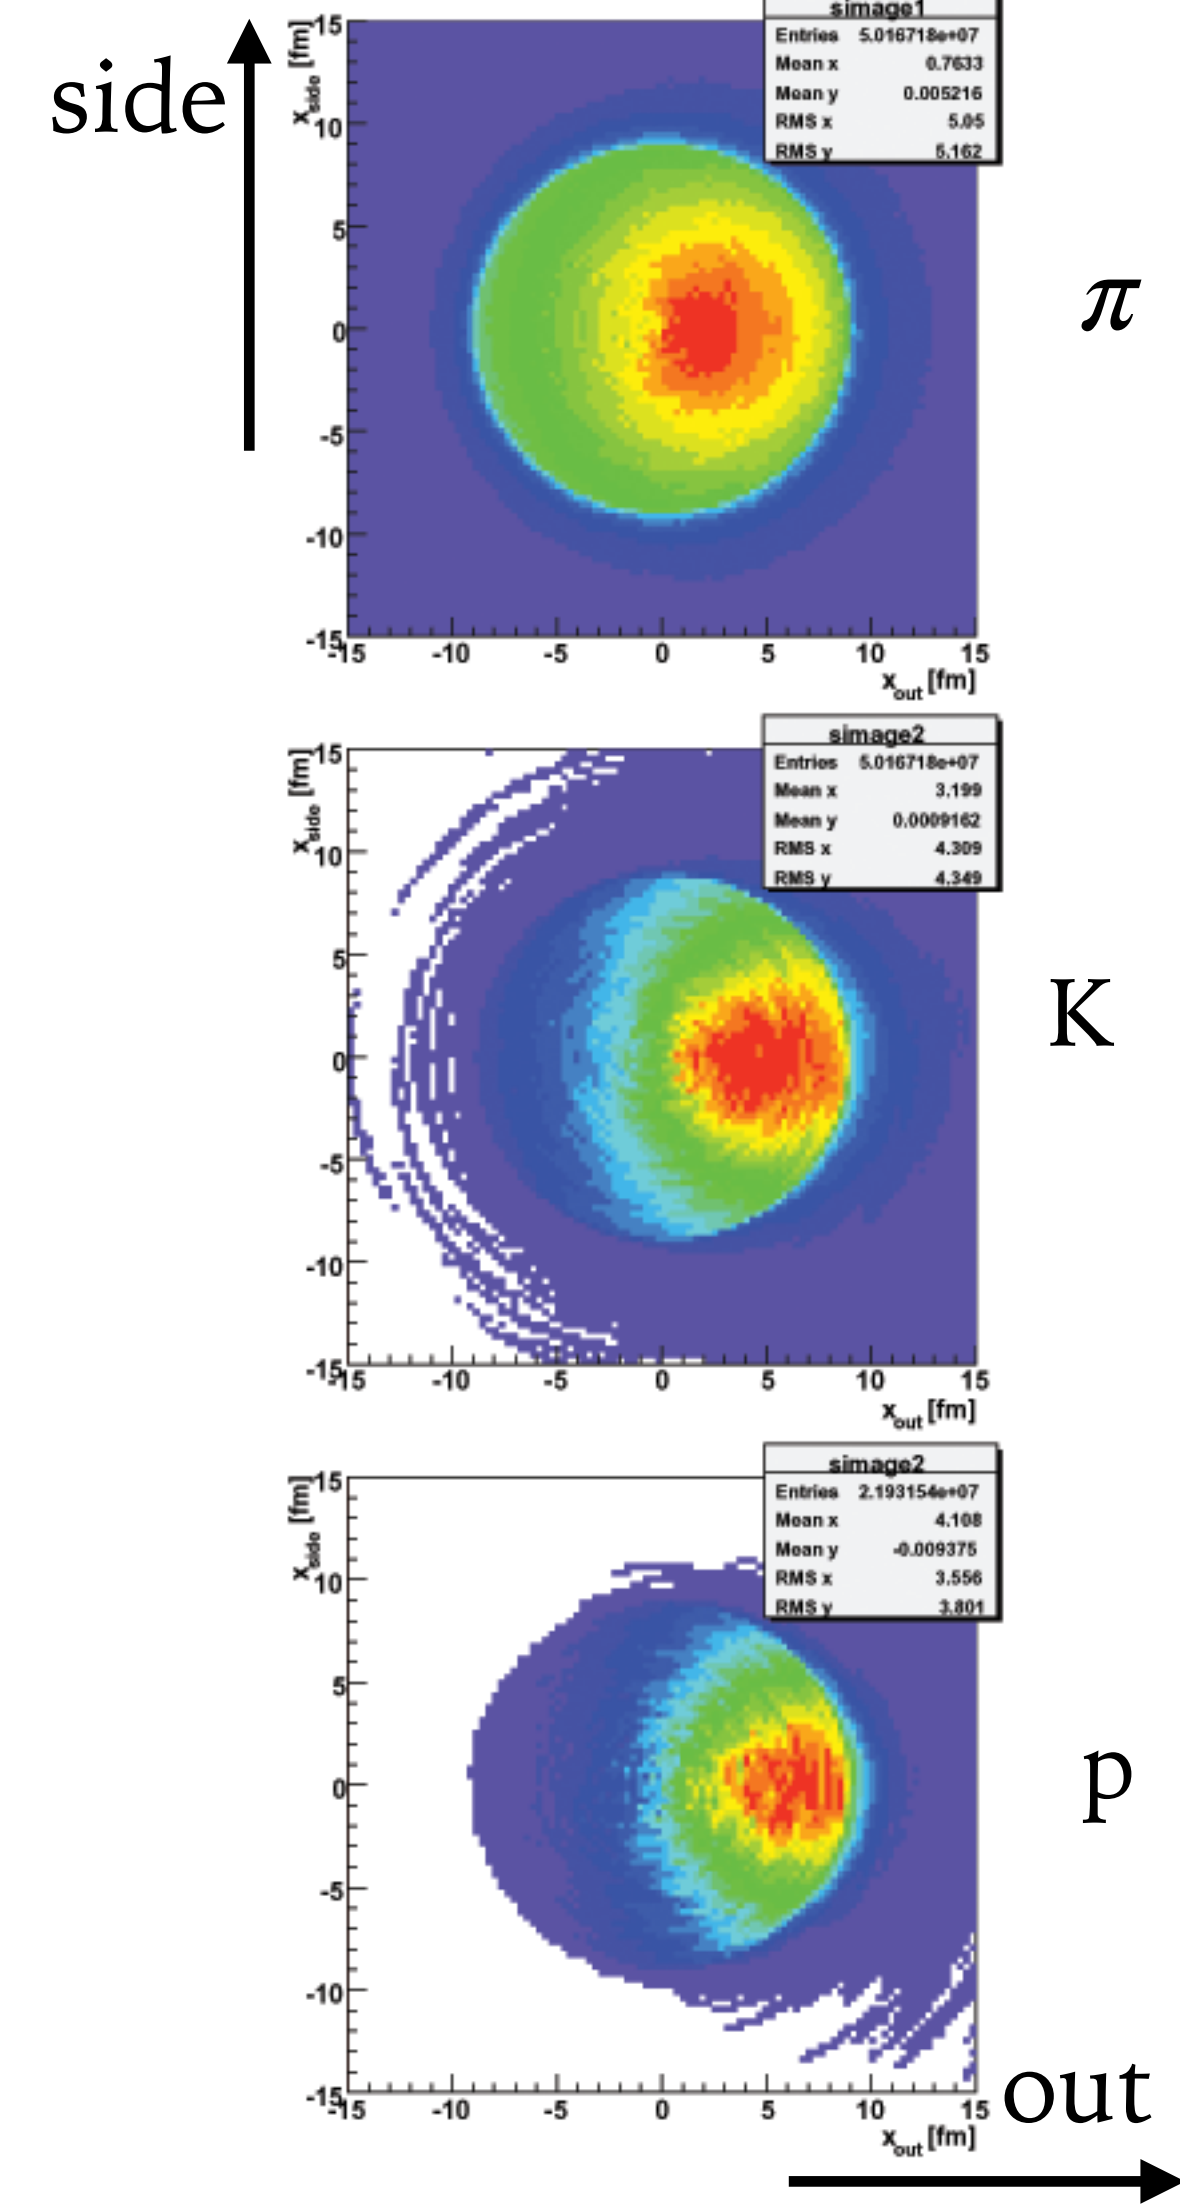 side
simage1
Entries 5.016718e+07
Mean x 0.7633
Mean y 0.005216
RMS x 5.05
RMS y 5.162
x_side [fm]
15
10
5
0
-5
-10
-15
-15 -10 -5 0 5 10 15
x_out [fm]
π
simage2
Entries 5.016718e+07
Mean x 3.199
Mean y 0.0009162
RMS x 4.309
RMS y 4.349
x_side [fm]
15
10
5
0
-5
-10
-15
-15 -10 -5 0 5 10 15
x_out [fm]
K
simage2
Entries 2.193154e+07
Mean x 4.108
Mean y -0.009375
RMS x 3.556
RMS y 3.801
x_side [fm]
15
10
5
0
-5
-10
-15
-15 -10 -5 0 5 10 15
x_out [fm]
p
out